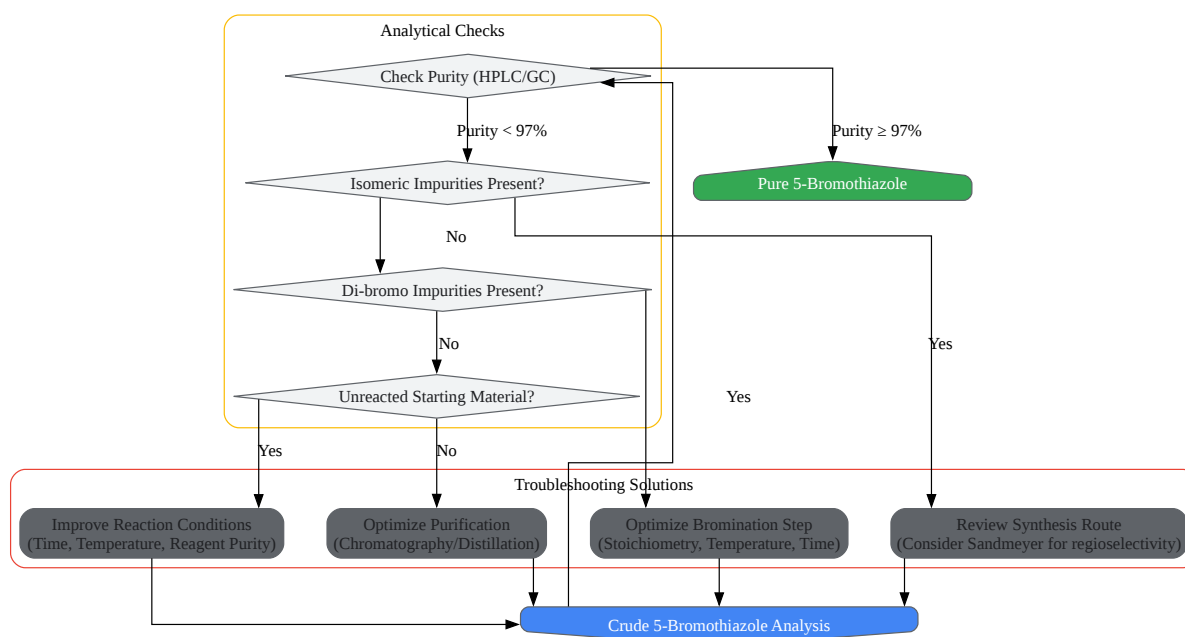 Analytical Checks
Check Purity (HPLC/GC)
Purity < 97%
Purity ≥ 97%
Isomeric Impurities Present?
Pure 5-Bromothiazole
No
Di-bromo Impurities Present?
No
Yes
Unreacted Starting Material?
Yes
Yes
No
Troubleshooting Solutions
Improve Reaction Conditions
(Time, Temperature, Reagent Purity)
Optimize Purification
(Chromatography/Distillation)
Optimize Bromination Step
(Stoichiometry, Temperature, Time)
Review Synthesis Route
(Consider Sandmeyer for regioselectivity)
Crude 5-Bromothiazole Analysis